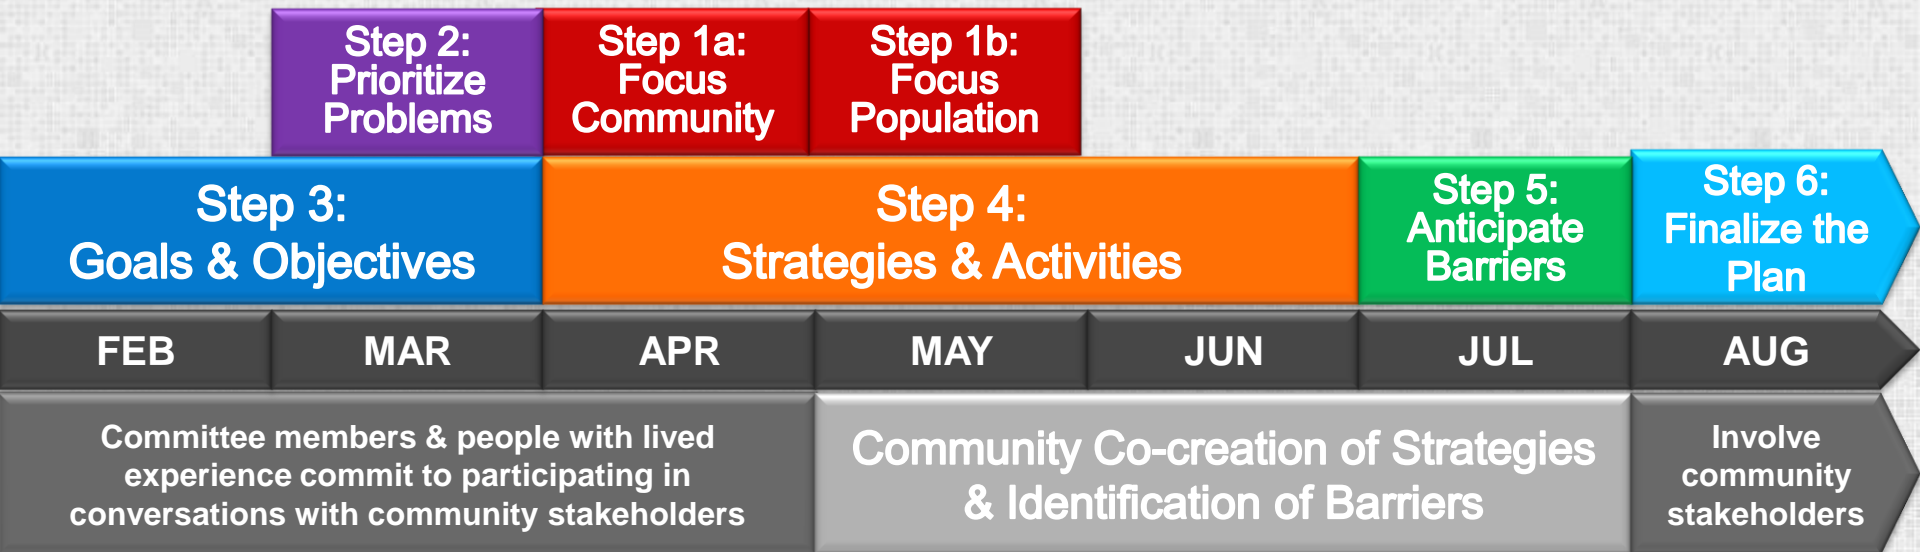 Step 2:
Prioritize
Problems
Step 1a:
Focus
Community
Step 1b:
Focus
Population
Step 3:
Goals & Objectives
Step 4:
Strategies & Activities
Step 5:
Anticipate
Barriers
Step 6:
Finalize the
Plan
FEB
MAR
APR
MAY
JUN
JUL
AUG
Committee members & people with lived
experience commit to participating in
conversations with community stakeholders
Community Co-creation of Strategies
& Identification of Barriers
Involve
community
stakeholders